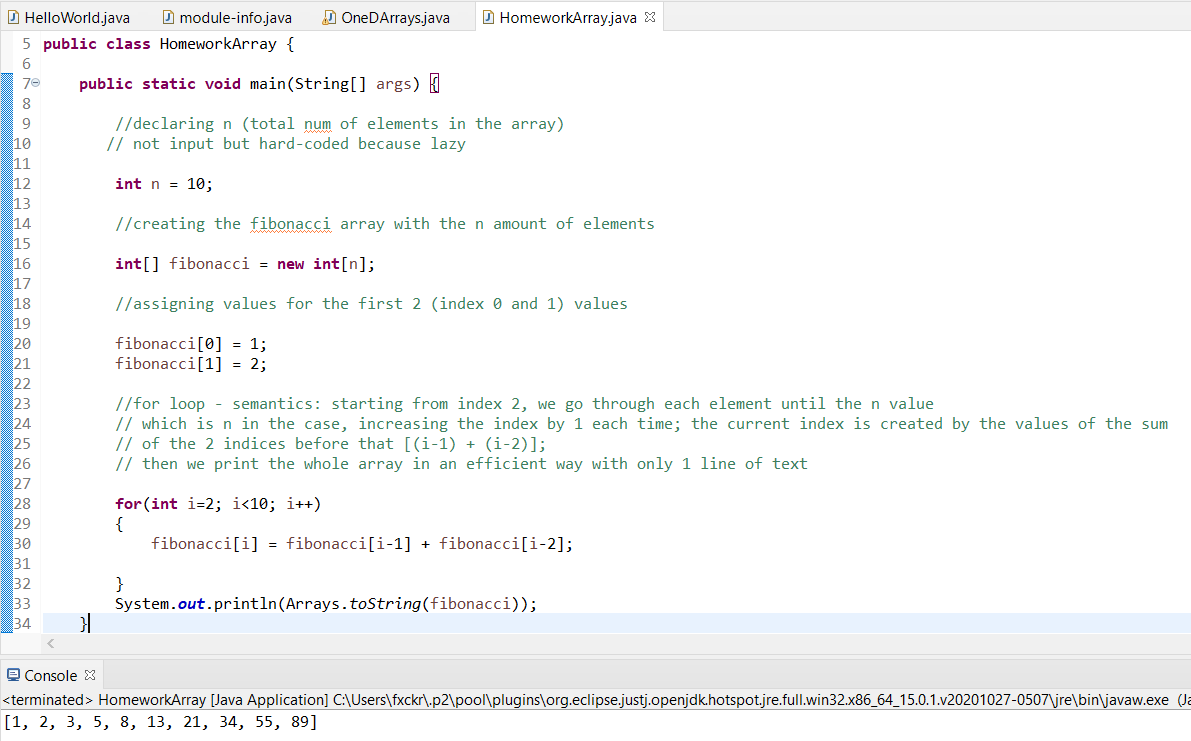 HelloWorld.java module-info.java OneDArrays.java HomeworkArray.java
5 public class HomeworkArray {
6
7 public static void main(String[] args) {
8
9 //declaring n (total num of elements in the array)
10 // not input but hard-coded because lazy
11
12 int n = 10;
13
14 //creating the fibonacci array with the n amount of elements
15
16 int[] fibonacci = new int[n];
17
18 //assigning values for the first 2 (index 0 and 1) values
19
20 fibonacci[0] = 1;
21 fibonacci[1] = 2;
22
23 //for loop - semantics: starting from index 2, we go through each element until the n value
24 // which is n in the case, increasing the index by 1 each time; the current index is created by the values of the sum
25 // of the 2 indices before that [(i-1) + (i-2)];
26 // then we print the whole array in an efficient way with only 1 line of text
27
28 for(int i=2; i<10; i++)
29 {
30 fibonacci[i] = fibonacci[i-1] + fibonacci[i-2];
31
32 }
33 System.out.println(Arrays.toString(fibonacci));
34 }
Console
<terminated> HomeworkArray [Java Application] C:\Users\fxckr\.p2\pool\plugins\org.eclipse.justj.openjdk.hotspot.jre.full.win32.x86_64_15.0.1.v20201027-0507\jre\bin\javaw.exe (Ja
[1, 2, 3, 5, 8, 13, 21, 34, 55, 89]